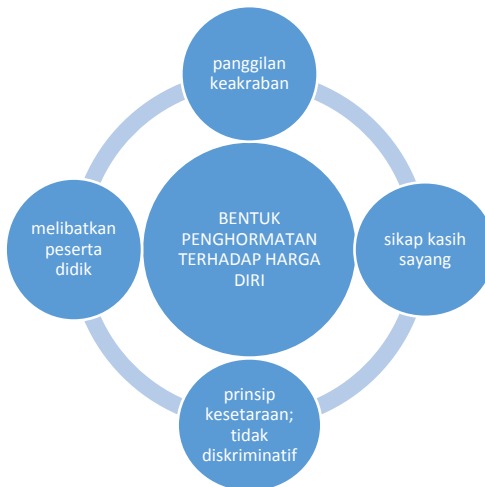 panggilan
keakraban
BENTUK
PENGHORMATAN
TERHADAP HARGA
DIRI
melibatkan
peserta
didik
sikap kasih
sayang
prinsip
kesetaraan;
tidak
diskriminatif